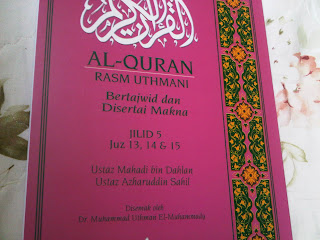 القرآن الكريم
AL-QURAN
RASM UTHMANI
Bertajwid dan
Disertai Makna
JILID 5
Juz 13, 14 & 15
Ustaz Mahadi bin Dahlan
Ustaz Azharuddin Sahil
Disemak oleh
Dr. Muhammad Uthman El-Muhammady